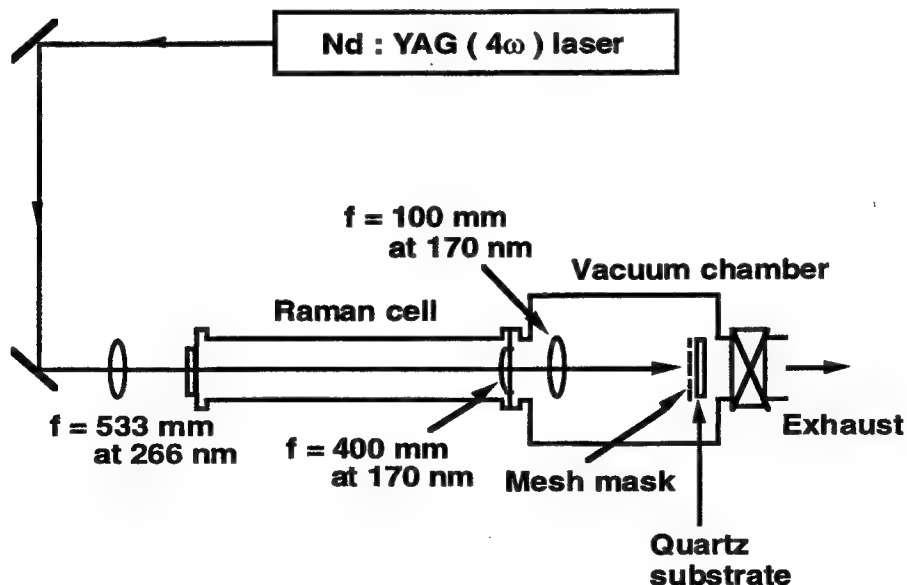 Nd : YAG ( 4ω ) laser
f = 100 mm
at 170 nm
Vacuum chamber
Raman cell
f = 533 mm
at 266 nm
f = 400 mm
at 170 nm
Mesh mask
Exhaust
Quartz
substrate